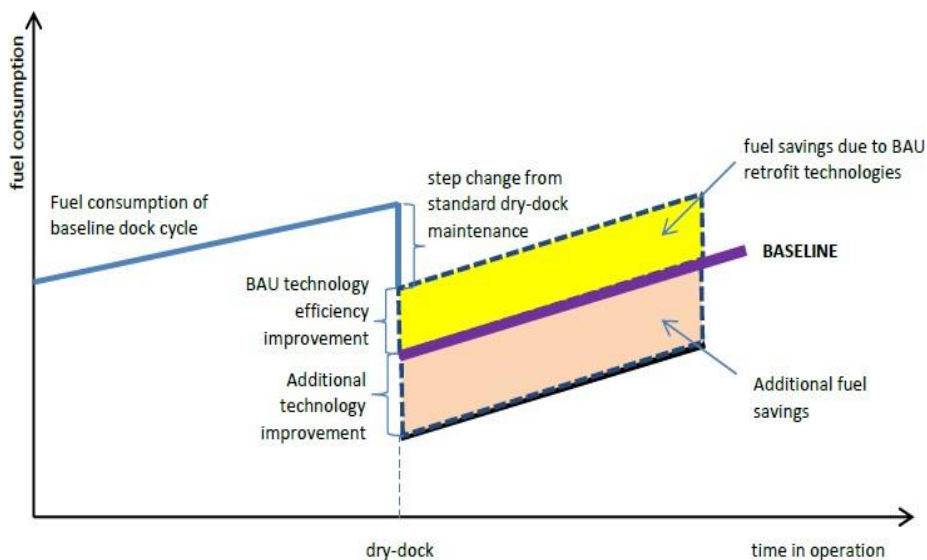 fuel consumption
Fuel consumption of
baseline dock cycle
step change from
standard dry-dock
maintenance
fuel savings due to BAU
retrofit technologies
BASELINE
BAU technology
efficiency
improvement
Additional
technology
improvement
Additional fuel
savings
dry-dock
time in operation